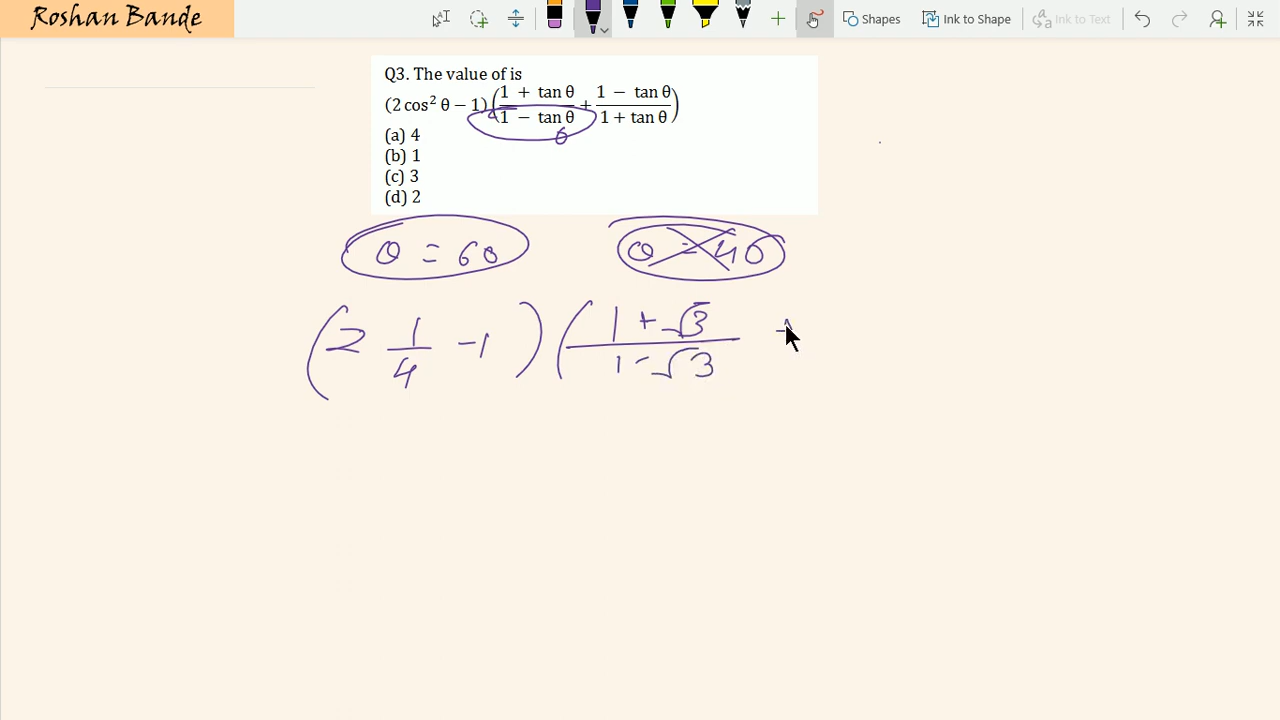 Roshan Bande
Shapes Ink to Shape Ink to Text
Q3. The value of is
(2 cos² θ − 1) ((1 + tan θ)/(1 − tan θ) + (1 − tan θ)/(1 + tan θ))
0
(a) 4
(b) 1
(c) 3
(d) 2
θ = 60
(2 1/4 -1) ((1 + √3)/(1 - √3) +